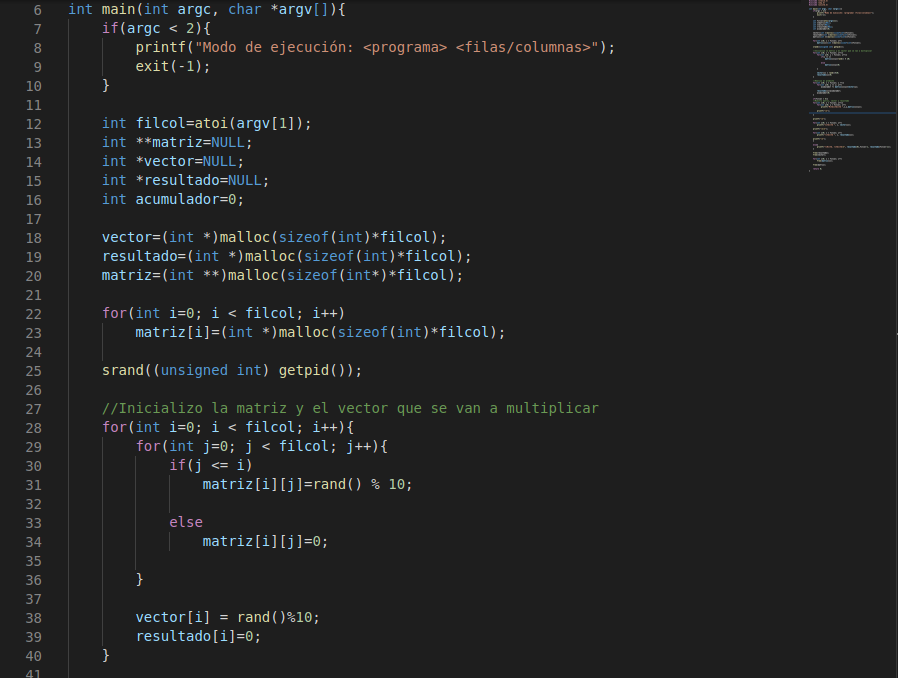 6 int main(int argc, char *argv[]){
7     if(argc < 2){
8         printf("Modo de ejecución: <programa> <filas/columnas>");
9         exit(-1);
10     }
11
12     int filcol=atoi(argv[1]);
13     int **matriz=NULL;
14     int *vector=NULL;
15     int *resultado=NULL;
16     int acumulador=0;
17
18     vector=(int *)malloc(sizeof(int)*filcol);
19     resultado=(int *)malloc(sizeof(int)*filcol);
20     matriz=(int **)malloc(sizeof(int*)*filcol);
21
22     for(int i=0; i < filcol; i++)
23         matriz[i]=(int *)malloc(sizeof(int)*filcol);
24
25     srand((unsigned int) getpid());
26
27     //Inicializo la matriz y el vector que se van a multiplicar
28     for(int i=0; i < filcol; i++){
29         for(int j=0; j < filcol; j++){
30             if(j <= i)
31                 matriz[i][j]=rand() % 10;
32
33             else
34                 matriz[i][j]=0;
35
36         }
37
38         vector[i] = rand()%10;
39         resultado[i]=0;
40     }
41